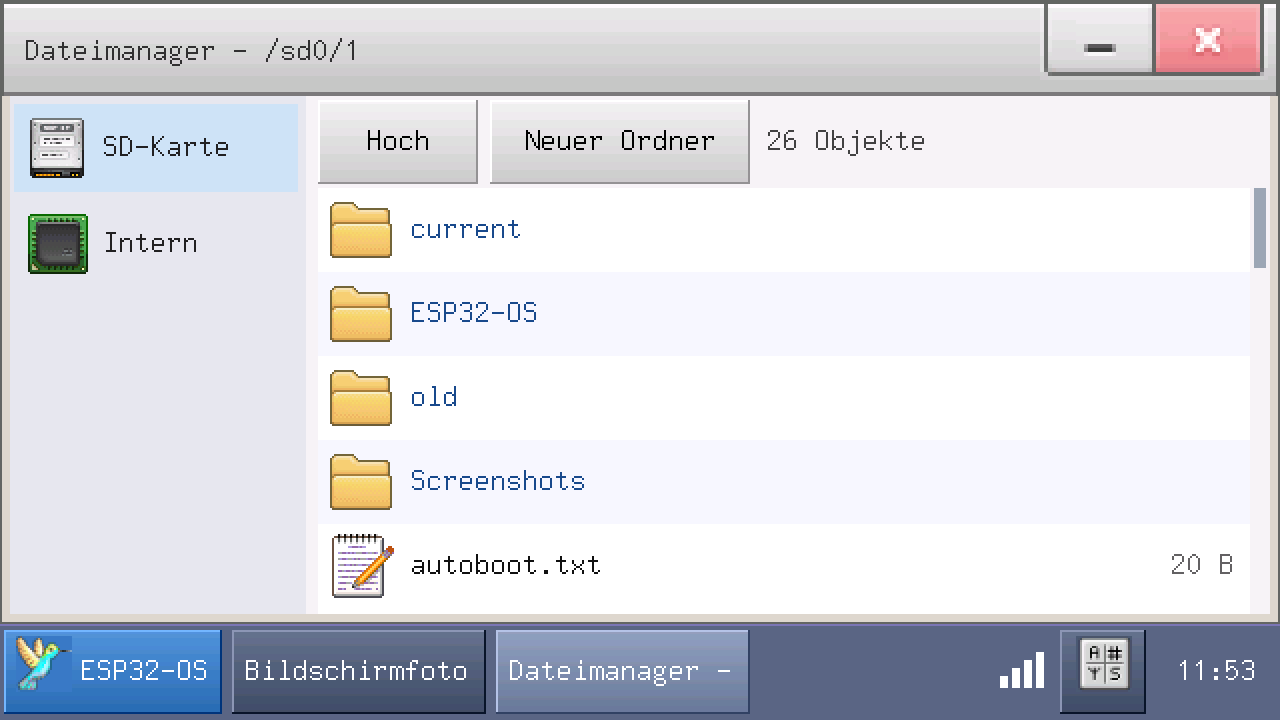 Dateimanager - /sd0/1
SD-Karte
Intern
Hoch
Neuer Ordner
26 Objekte
current
ESP32-OS
old
Screenshots
autoboot.txt
20 B
ESP32-OS
Bildschirmfoto
Dateimanager -
11:53